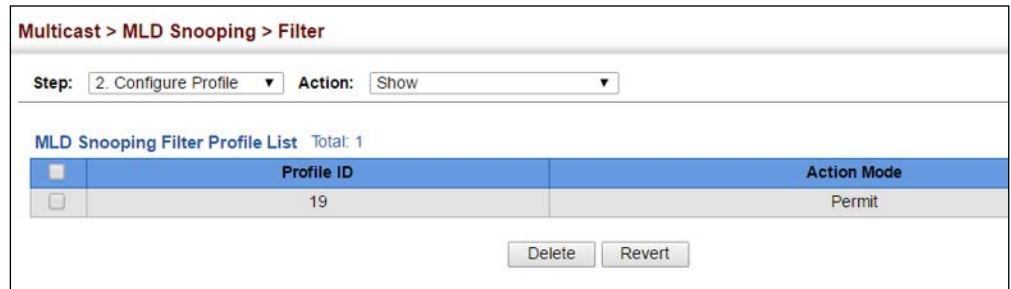 Multicast > MLD Snooping > Filter
Step: 2. Configure Profile Action: Show
MLD Snooping Filter Profile List Total: 1
Profile ID Action Mode
19 Permit
Delete Revert